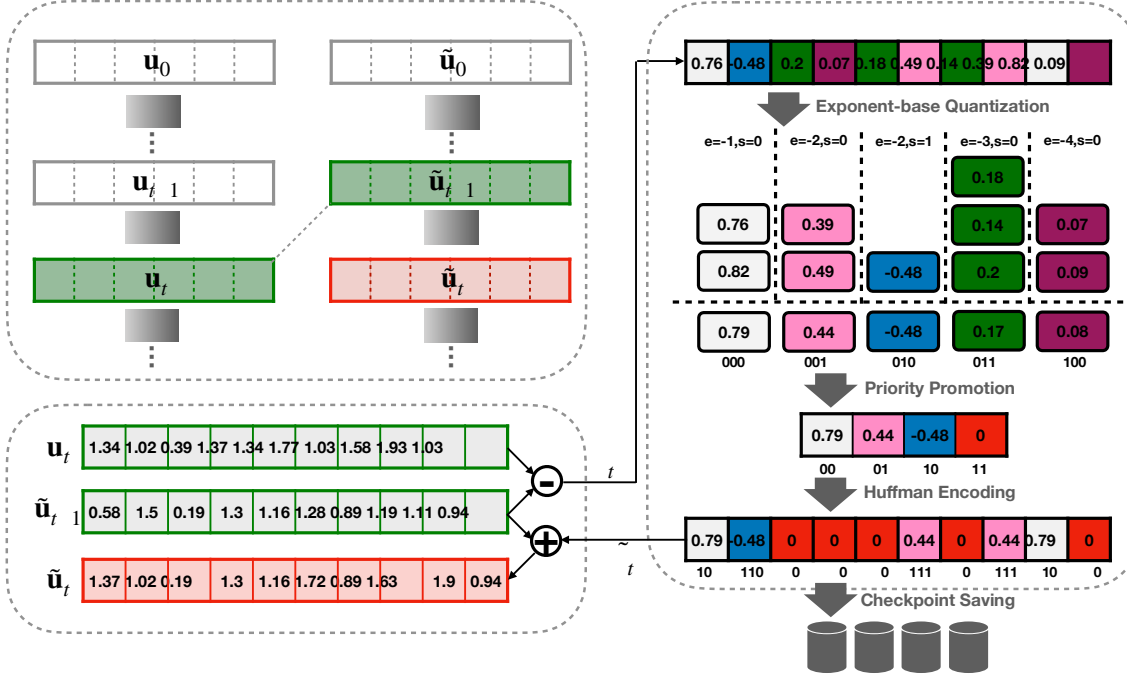 u0
ũ0
ut 1
ũt 1
ut
ũt
ut
1.34 1.02 0.39 1.37 1.34 1.77 1.03 1.58 1.93 1.03
ũt 1
0.58 1.5 0.19 1.3 1.16 1.28 0.89 1.19 1.11 0.94
ũt
1.37 1.02 0.19 1.3 1.16 1.72 0.89 1.63 1.9 0.94
-
+
t
~
t
0.76 -0.48 0.2 0.07 0.18 0.49 0.14 0.39 0.82 0.09
Exponent-base Quantization
e=-1,s=0 e=-2,s=0 e=-2,s=1 e=-3,s=0 e=-4,s=0
0.18
0.76 0.39 0.14 0.07
0.82 0.49 -0.48 0.2 0.09
0.79 0.44 -0.48 0.17 0.08
000 001 010 011 100
Priority Promotion
0.79 0.44 -0.48 0
00 01 10 11
Huffman Encoding
0.79 -0.48 0 0 0 0.44 0 0.44 0.79 0
10 110 0 0 0 111 0 111 10 0
Checkpoint Saving